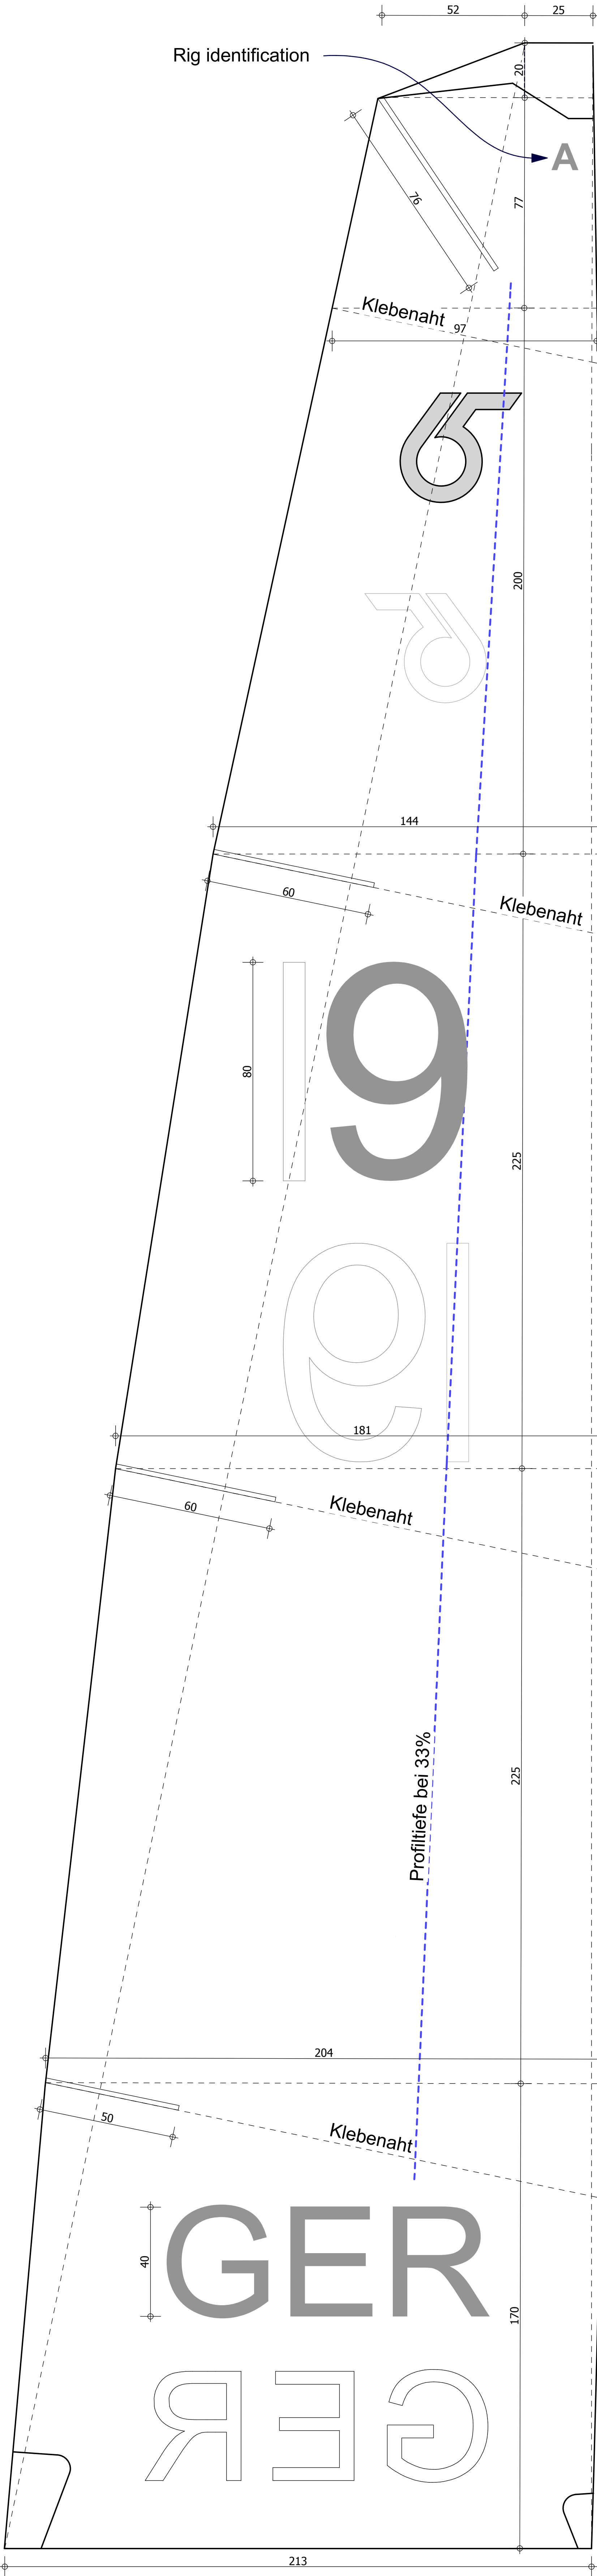 52
25
Rig identification
20
A
76
77
Klebenaht
97
200
144
60
Klebenaht
80
9
225
181
60
Klebenaht
Profiltiefe bei 33%
225
204
50
Klebenaht
40
GER
170
GER
213